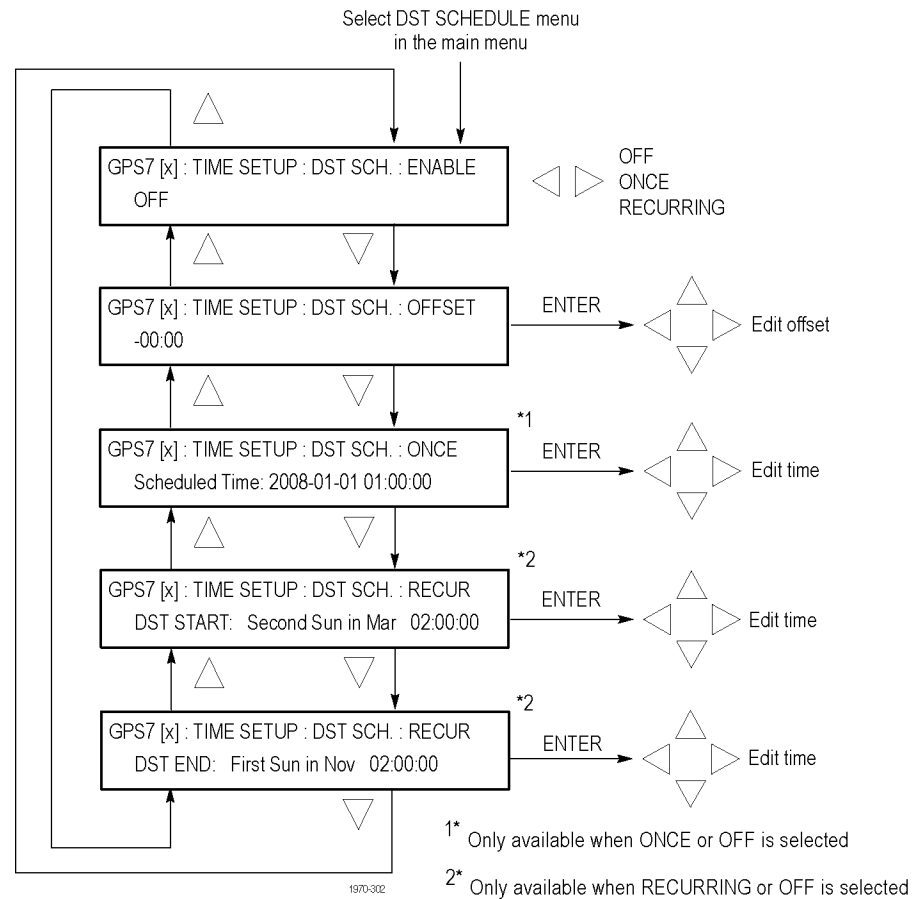 Select DST SCHEDULE menu
in the main menu
GPS7 [x] : TIME SETUP : DST SCH. : ENABLE
OFF
OFF
ONCE
RECURRING
GPS7 [x] : TIME SETUP : DST SCH. : OFFSET
-00:00
ENTER
Edit offset
GPS7 [x] : TIME SETUP : DST SCH. : ONCE
Scheduled Time: 2008-01-01 01:00:00
*1
ENTER
Edit time
GPS7 [x] : TIME SETUP : DST SCH. : RECUR
DST START: Second Sun in Mar 02:00:00
*2
ENTER
Edit time
GPS7 [x] : TIME SETUP : DST SCH. : RECUR
DST END: First Sun in Nov 02:00:00
*2
ENTER
Edit time
1* Only available when ONCE or OFF is selected
2* Only available when RECURRING or OFF is selected
1970-302